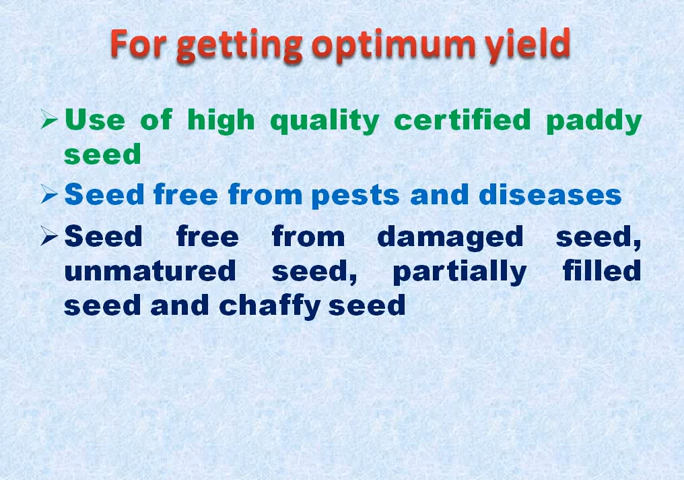 For getting optimum yield
Use of high quality certified paddy
seed
Seed free from pests and diseases
Seed free from damaged seed,
unmatured seed, partially filled
seed and chaffy seed